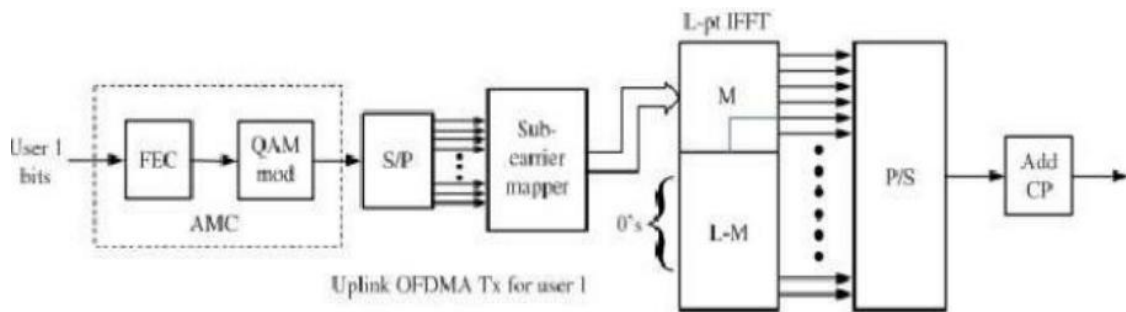 L-pt IFFT
User 1
bits
FEC
QAM
mod
AMC
S/P
Sub-
carrier
mapper
M
0's
L-M
P/S
Add
CP
Uplink OFDMA Tx for user 1